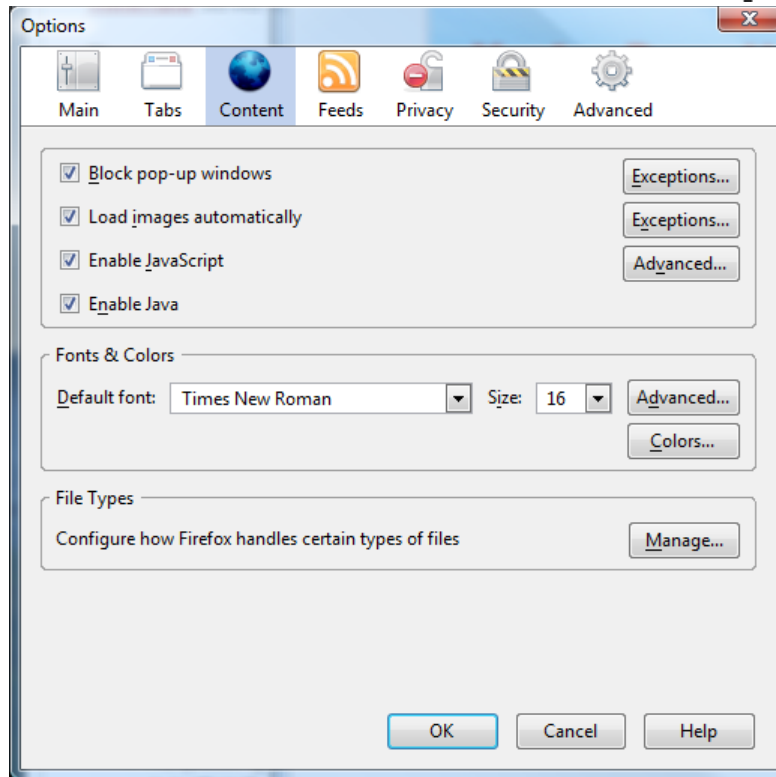 Options
Main Tabs Content Feeds Privacy Security Advanced
Block pop-up windows Exceptions...
Load images automatically Exceptions...
Enable JavaScript Advanced...
Enable Java
Fonts & Colors
Default font: Times New Roman Size: 16 Advanced...
Colors...
File Types
Configure how Firefox handles certain types of files Manage...
OK Cancel Help